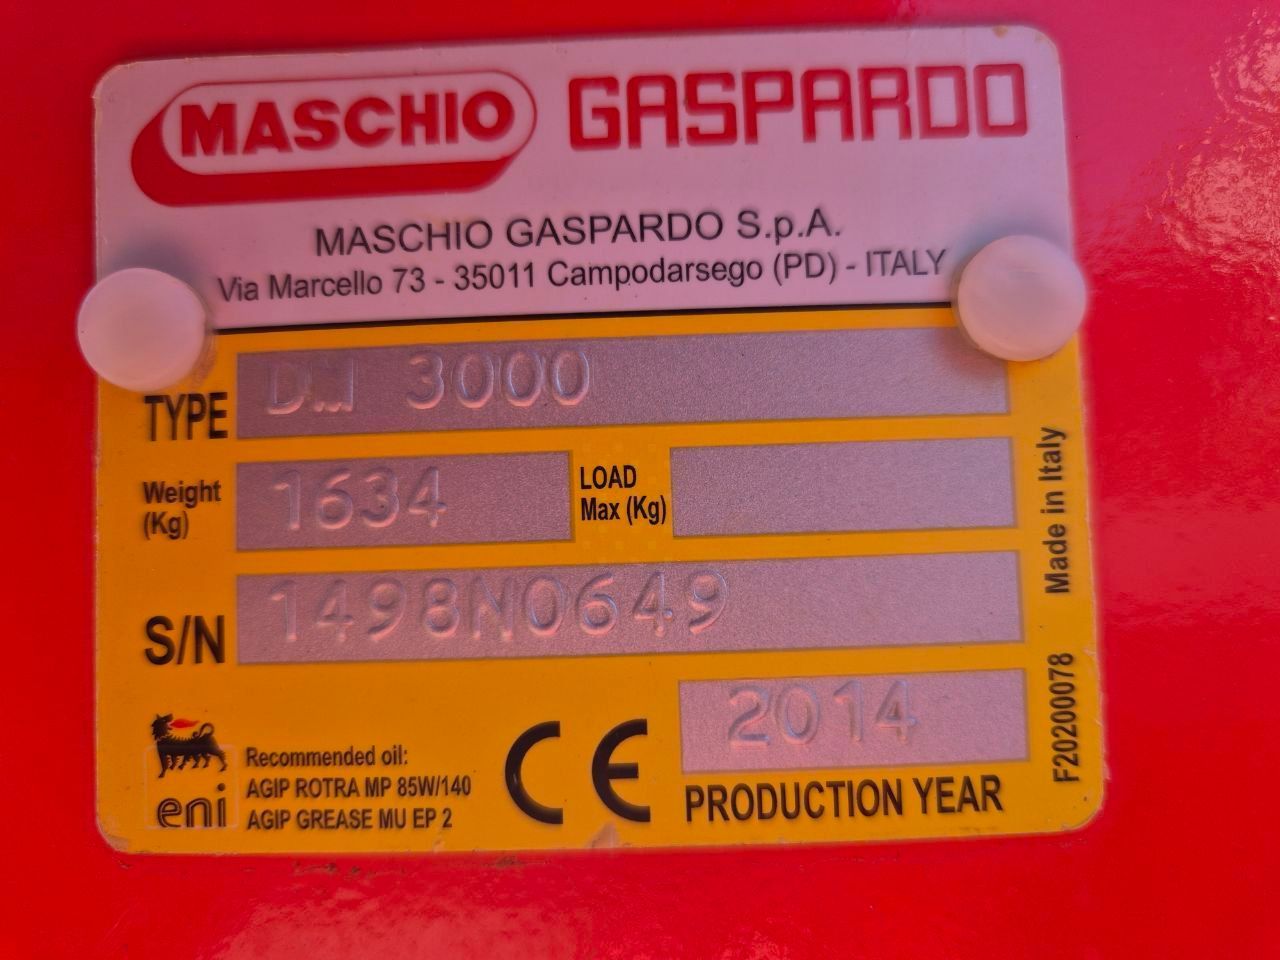 MASCHIO GASPARDO
MASCHIO GASPARDO S.p.A.
Via Marcello 73 - 35011 Campodarsego (PD) - ITALY
TYPE DM 3000
Weight (Kg) 1634 LOAD Max (Kg)
S/N 1498N0649
2014
PRODUCTION YEAR
CE
eni
Recommended oil:
AGIP ROTRA MP 85W/140
AGIP GREASE MU EP 2
Made in Italy
F20200078